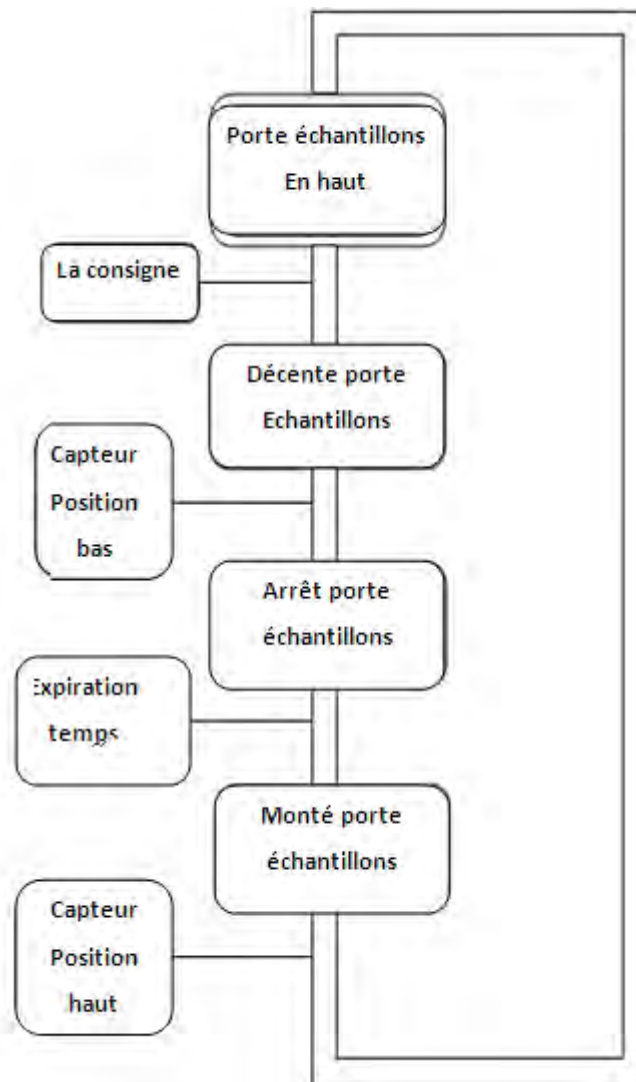 Porte échantillons
En haut
La consigne
Décente porte
Echantillons
Capteur
Position
bas
Arrêt porte
échantillons
Expiration
temps
Monté porte
échantillons
Capteur
Position
haut